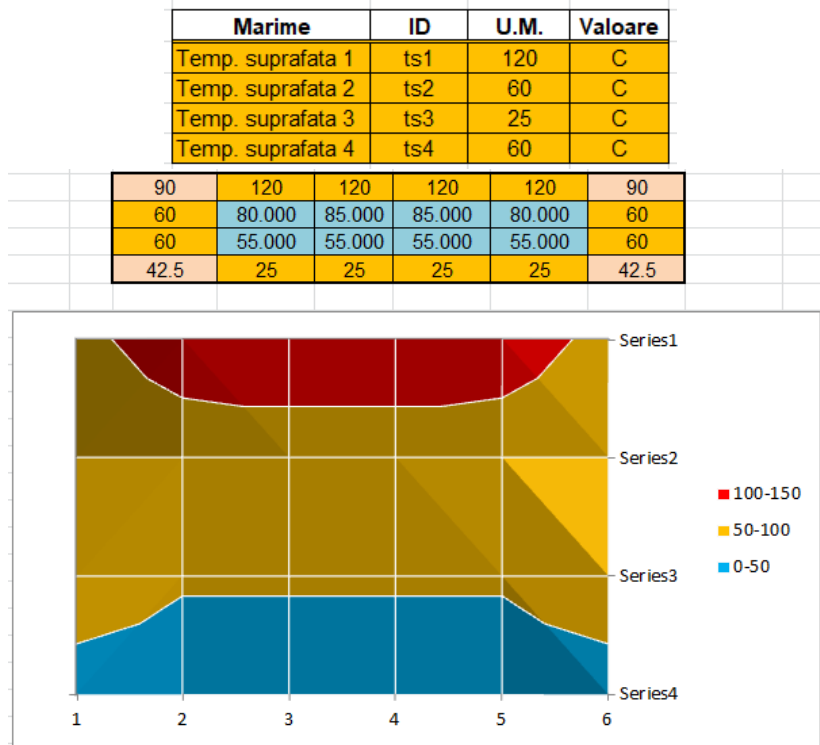 Marime ID U.M. Valoare
Temp. suprafata 1 ts1 120 C
Temp. suprafata 2 ts2 60 C
Temp. suprafata 3 ts3 25 C
Temp. suprafata 4 ts4 60 C
90 120 120 120 120 90
60 80.000 85.000 85.000 80.000 60
60 55.000 55.000 55.000 55.000 60
42.5 25 25 25 25 42.5
Series1
Series2
Series3
Series4
100-150
50-100
0-50
1 2 3 4 5 6